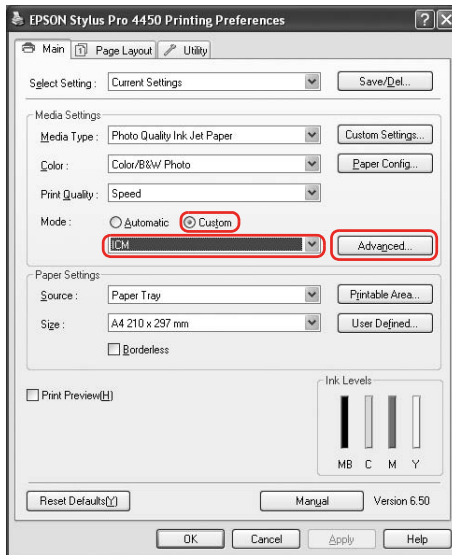 EPSON Stylus Pro 4450 Printing Preferences
Main Page Layout Utility
Select Setting : Current Settings Save/Del...
Media Settings
Media Type : Photo Quality Ink Jet Paper Custom Settings...
Color : Color/B&W Photo Paper Config...
Print Quality : Speed
Mode : Automatic Custom
ICM Advanced...
Paper Settings
Source : Paper Tray Printable Area...
Size : A4 210 x 297 mm User Defined...
Borderless
Print Preview(H)
Ink Levels
MB C M Y
Reset Defaults(Y) Manual Version 6.50
OK Cancel Apply Help